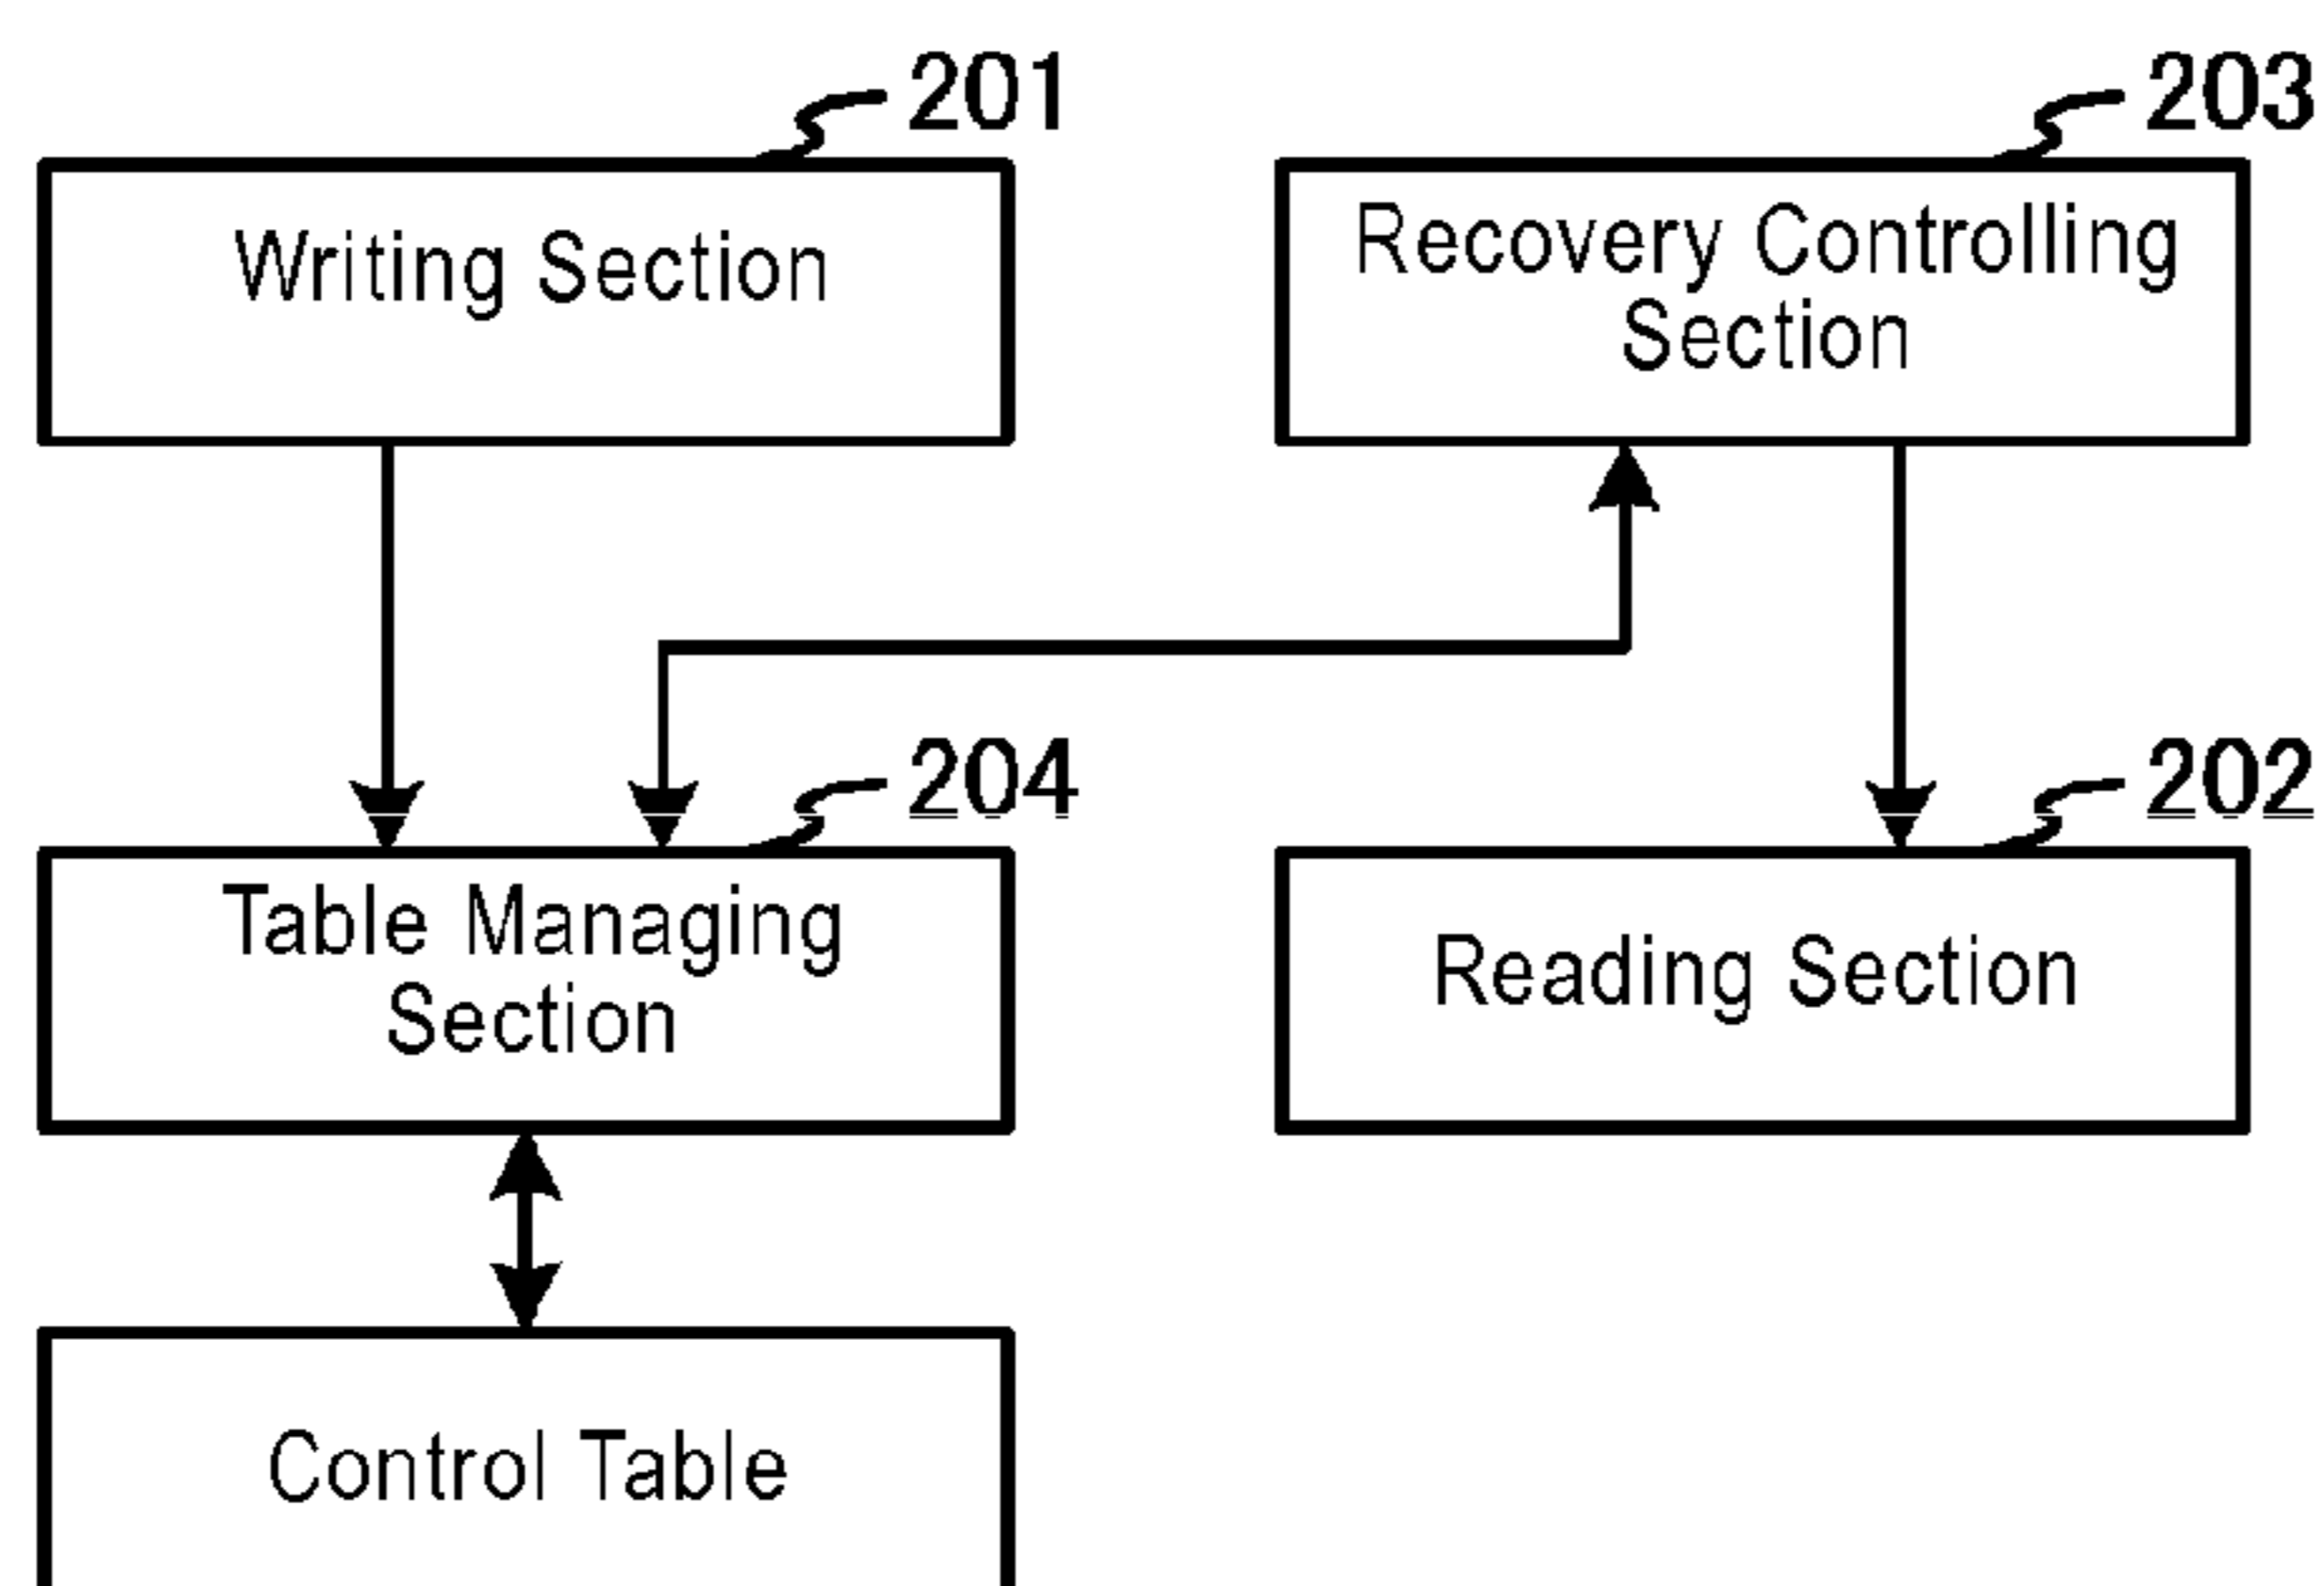 201
Writing Section
203
Recovery Controlling
Section
204
Table Managing
Section
202
Reading Section
Control Table